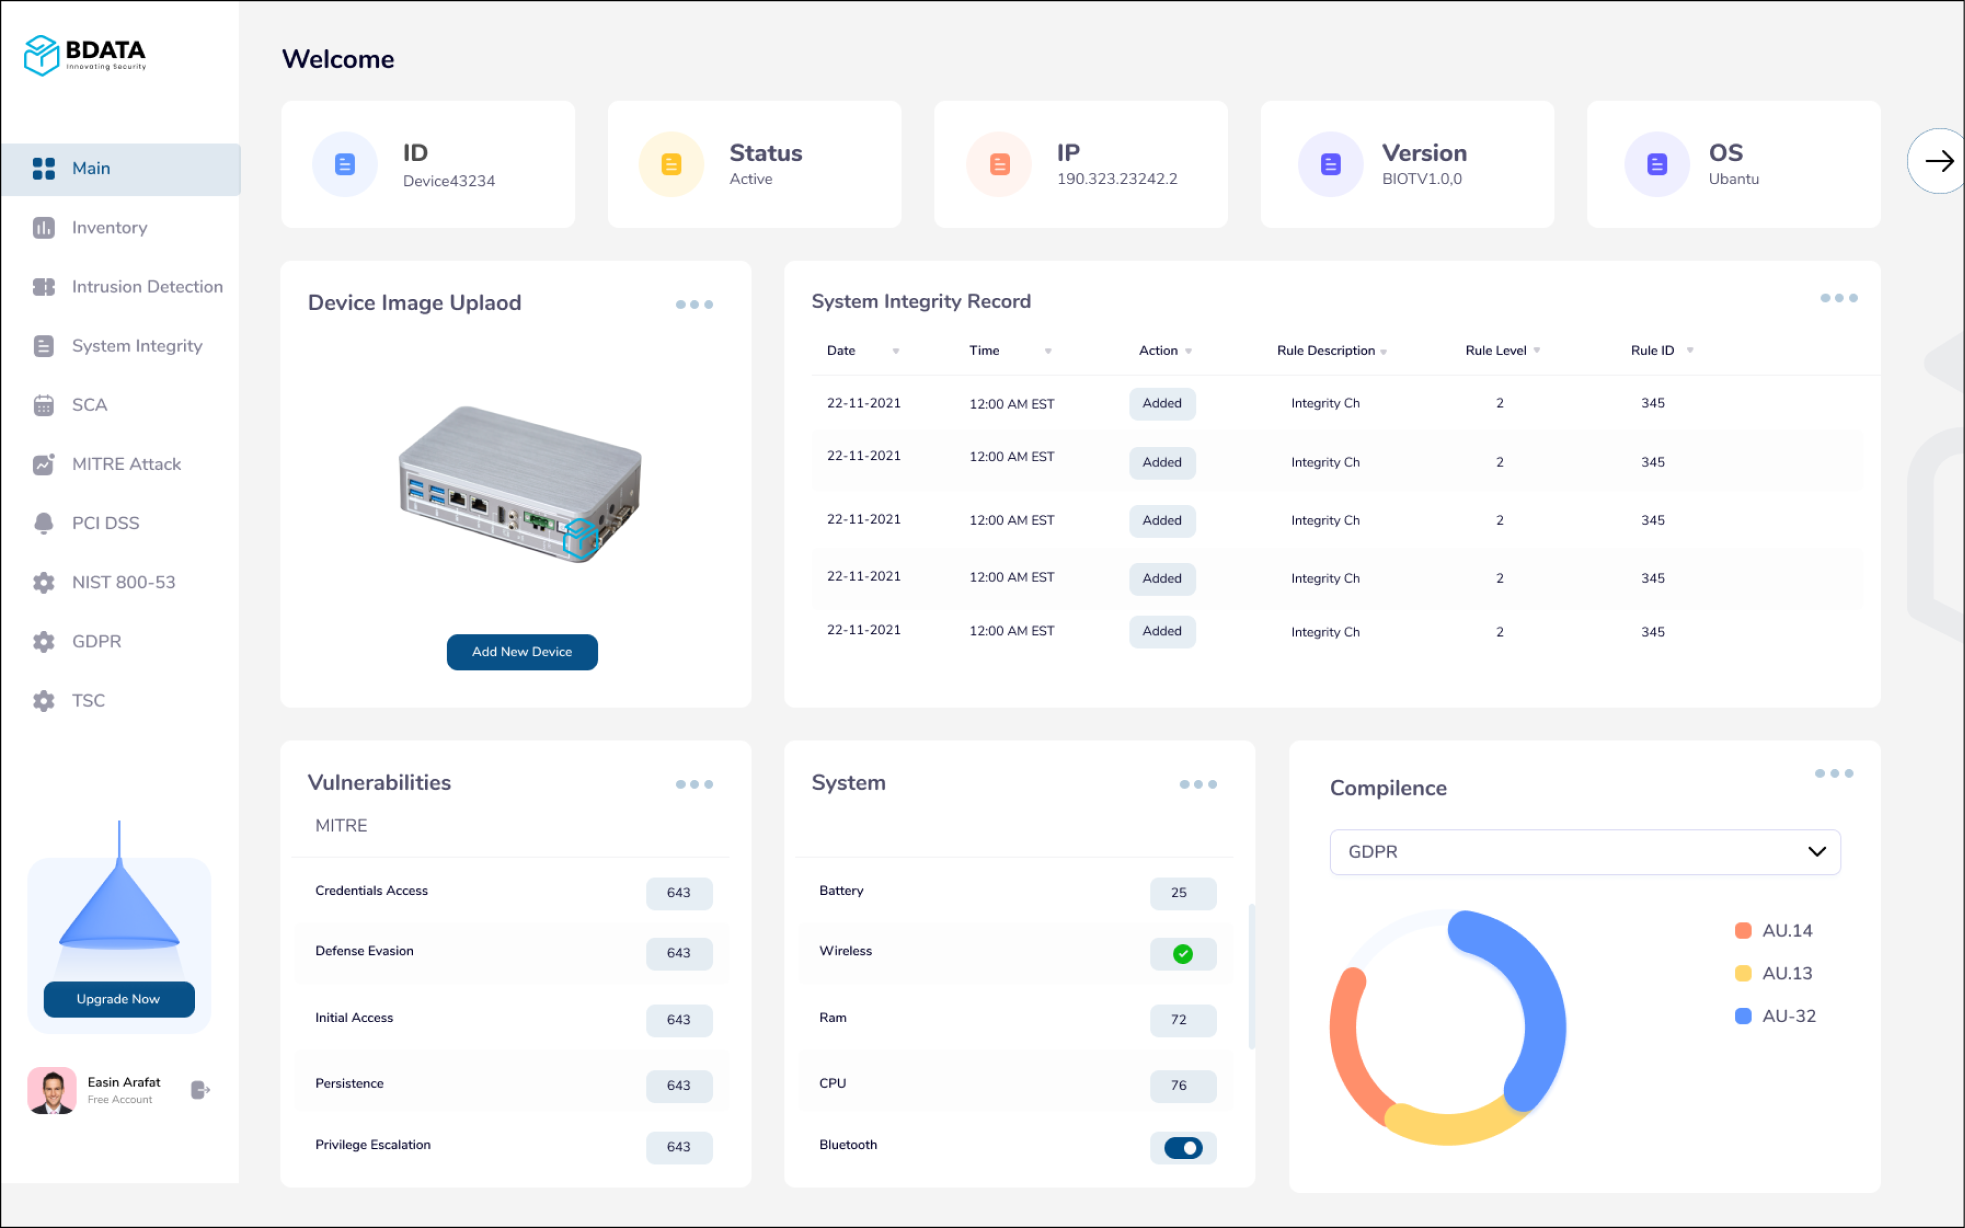 BDATA
Innovating Security
Main
Inventory
Intrusion Detection
System Integrity
SCA
MITRE Attack
PCI DSS
NIST 800-53
GDPR
TSC
Upgrade Now
Easin Arafat
Free Account
Welcome
ID
Device43234
Status
Active
IP
190.323.23242.2
Version
BIOTV1.0,0
OS
Ubantu
Device Image Uplaod
Add New Device
System Integrity Record
Date Time Action Rule Description Rule Level Rule ID
22-11-2021 12:00 AM EST Added Integrity Ch 2 345
22-11-2021 12:00 AM EST Added Integrity Ch 2 345
22-11-2021 12:00 AM EST Added Integrity Ch 2 345
22-11-2021 12:00 AM EST Added Integrity Ch 2 345
22-11-2021 12:00 AM EST Added Integrity Ch 2 345
Vulnerabilities
MITRE
Credentials Access 643
Defense Evasion 643
Initial Access 643
Persistence 643
Privilege Escalation 643
System
Battery 25
Wireless
Ram 72
CPU 76
Bluetooth
Compilence
GDPR
AU.14
AU.13
AU-32